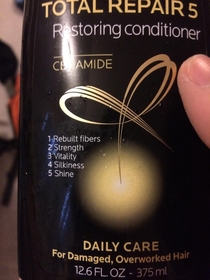 TOTAL REPAIR 5
Restoring conditioner
CERAMIDE
1 Rebuilt fibers
2 Strength
3 Vitality
4 Silkiness
5 Shine
DAILY CARE
For Damaged, Overworked Hair
12.6 FL OZ - 375 ml